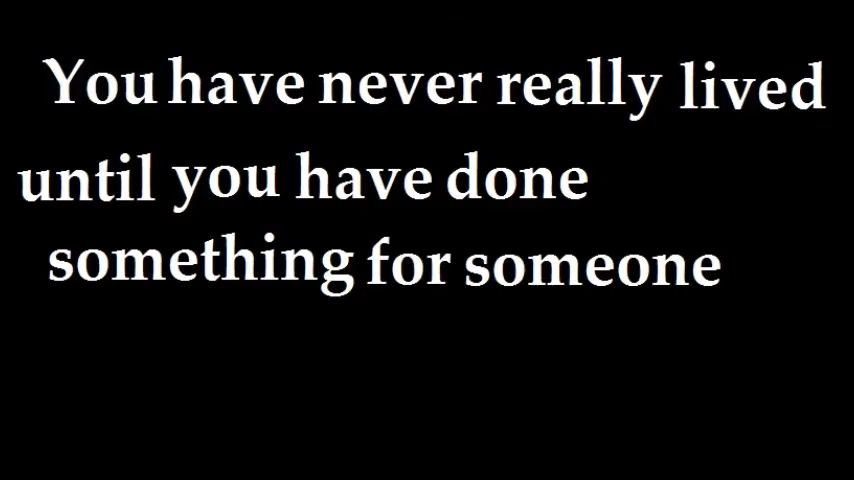 You have never really lived
until you have done
something for someone